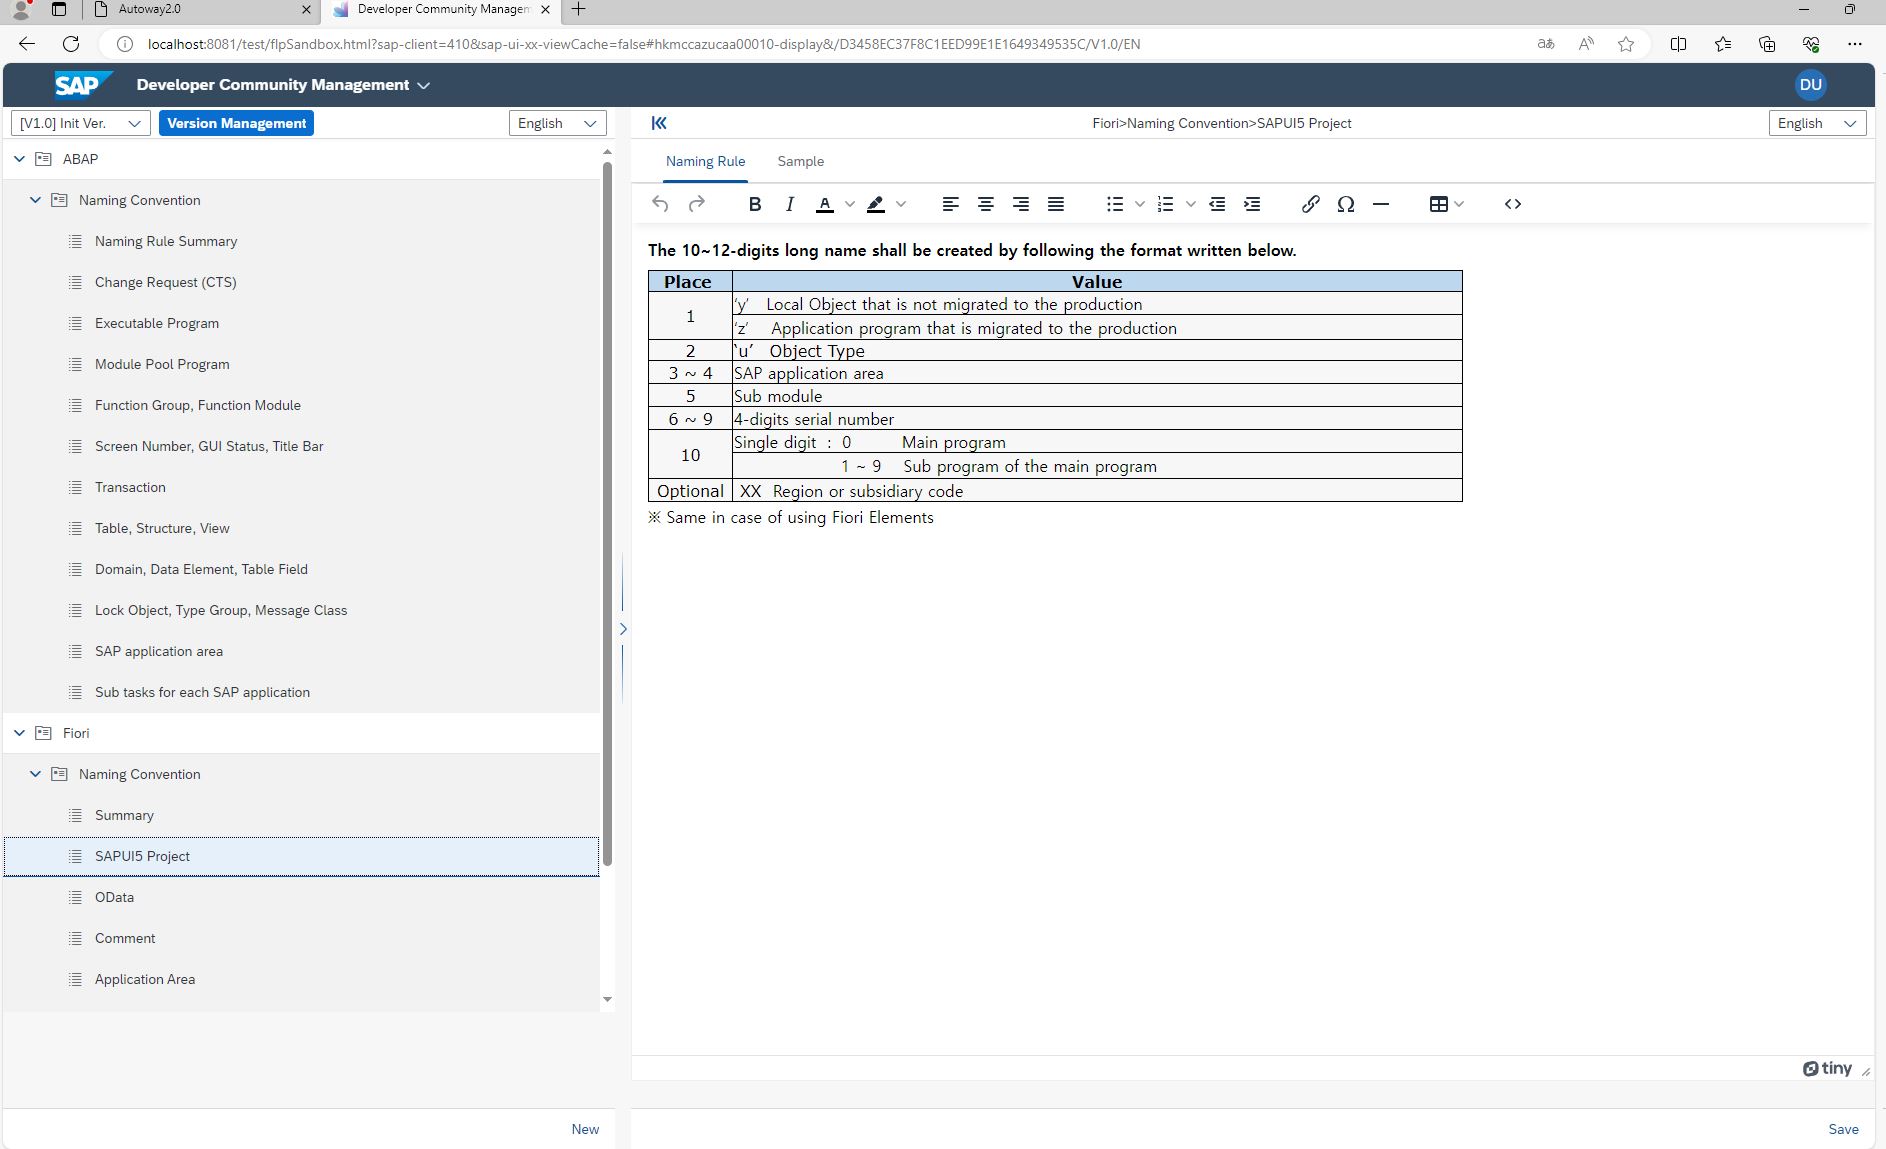 Autoway2.0
Developer Community Managem
localhost:8081/test/flpSandbox.html?sap-client=410&sap-ui-xx-viewCache=false#hkmccazucaa00010-display&/D3458EC37F8C1EED99E1E1649349535C/V1.0/EN
SAP Developer Community Management
DU
[V1.0] Init Ver.
Version Management
English
Fiori>Naming Convention>SAPUI5 Project
English
ABAP
Naming Convention
Naming Rule Summary
Change Request (CTS)
Executable Program
Module Pool Program
Function Group, Function Module
Screen Number, GUI Status, Title Bar
Transaction
Table, Structure, View
Domain, Data Element, Table Field
Lock Object, Type Group, Message Class
SAP application area
Sub tasks for each SAP application
Fiori
Naming Convention
Summary
SAPUI5 Project
OData
Comment
Application Area
New
Naming Rule Sample
The 10~12-digits long name shall be created by following the format written below.
Place Value
1 ‘y’ Local Object that is not migrated to the production
‘z’ Application program that is migrated to the production
2 ‘u’ Object Type
3 ~ 4 SAP application area
5 Sub module
6 ~ 9 4-digits serial number
10 Single digit : 0 Main program
1 ~ 9 Sub program of the main program
Optional XX Region or subsidiary code
※ Same in case of using Fiori Elements
tiny
Save